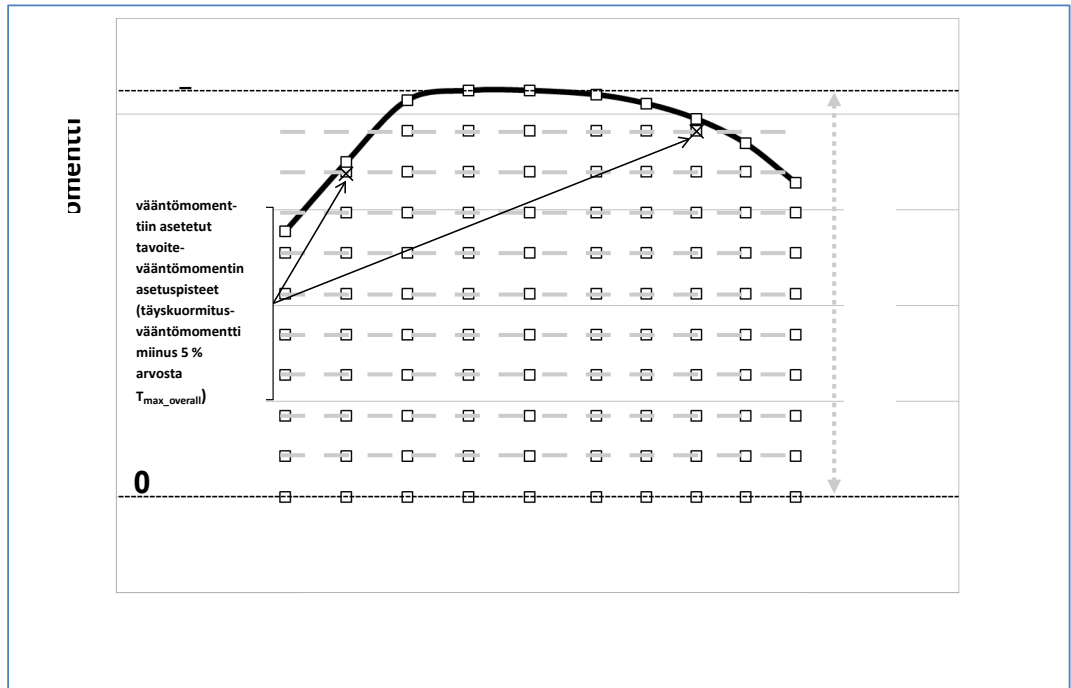 vääntömoment-
tiin asetetut
tavoite-
vääntömomentin
asetuspisteet
(täyskuormitus-
vääntömomentti
miinus 5 %
arvosta
Tmax_overall)
0